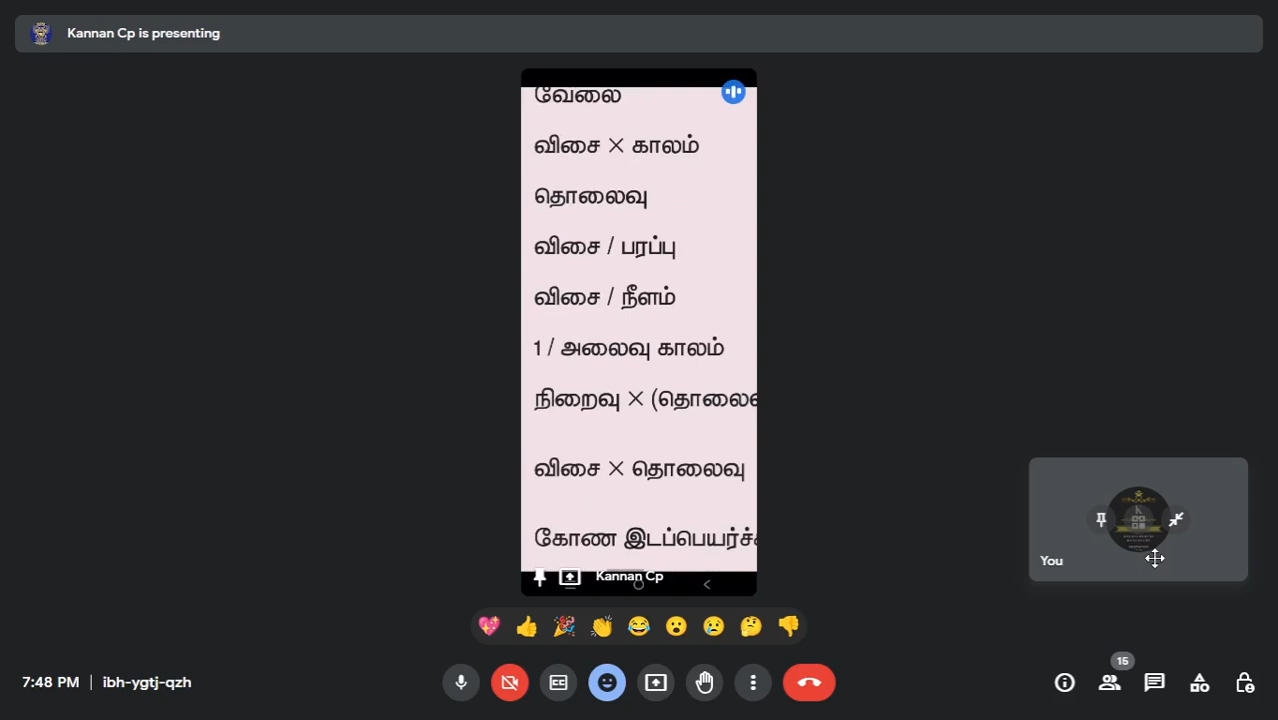 Kannan Cp is presenting
வேலை
விசை × காலம்
தொலைவு
விசை / பரப்பு
விசை / நீளம்
1 / அலைவு காலம்
நிறைவு × (தொலைவு
விசை × தொலைவு
கோண இடப்பெயர்ச்
Kannan Cp
You
7:48 PM | ibh-ygtj-qzh
15